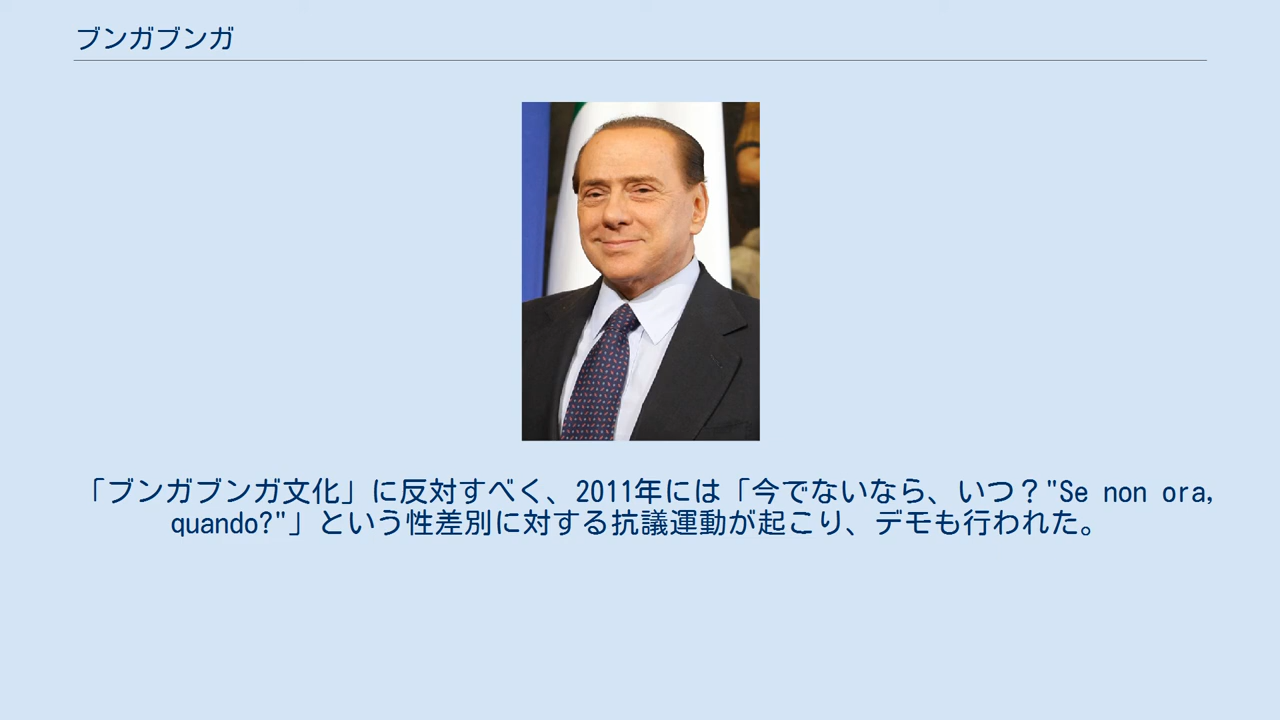 ブンガブンガ
「ブンガブンガ文化」に反対すべく、2011年には「今でないなら、いつ？"Se non ora,
quando?"」という性差別に対する抗議運動が起こり、デモも行われた。